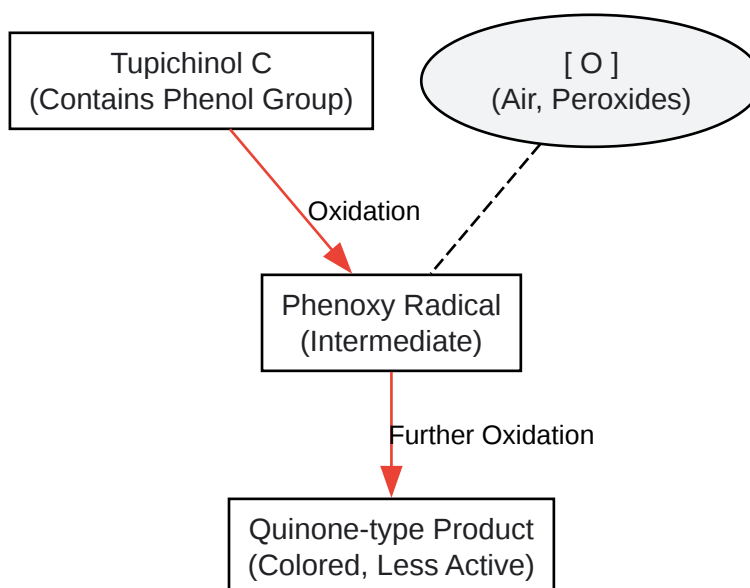 Tupichinol C
(Contains Phenol Group)
[ O ]
(Air, Peroxides)
Oxidation
Phenoxy Radical
(Intermediate)
Further Oxidation
Quinone-type Product
(Colored, Less Active)